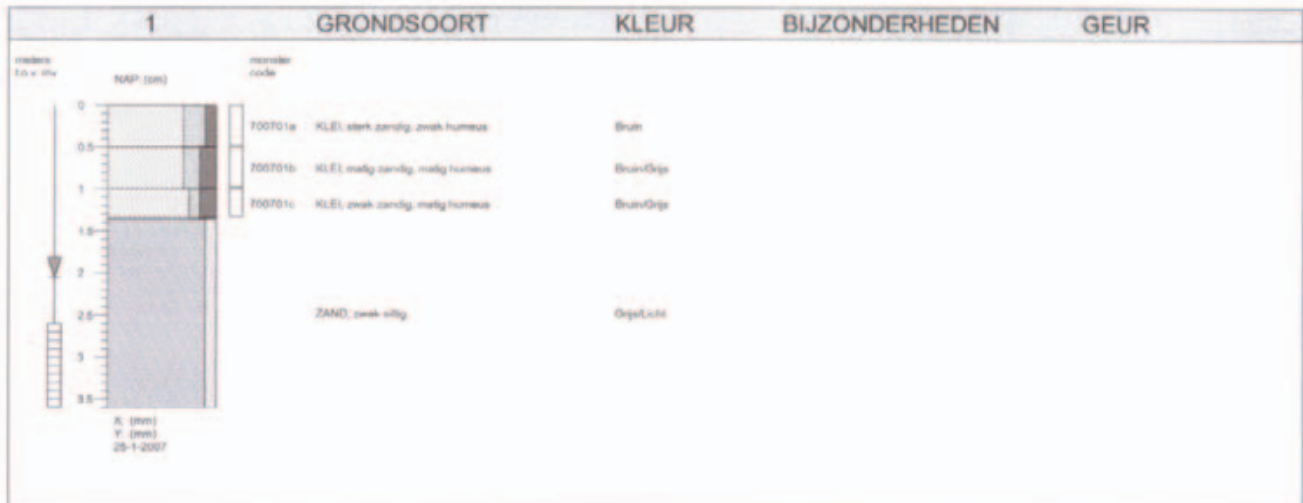 1 GRONDSOORT KLEUR BIJZONDERHEDEN GEUR
meters monster
t.o.v. mv code
NAP: (cm)
0
700701a KLEI, sterk zandig, zwak humeus Bruin
0.5
700701b KLEI, matig zandig, matig humeus Bruin/Grijs
1
700701c KLEI, zwak zandig, matig humeus Bruin/Grijs
1.5
2
2.5 ZAND, zwak siltig, Grijs/Licht
3
3.5
X: (mm)
Y: (mm)
25-1-2007